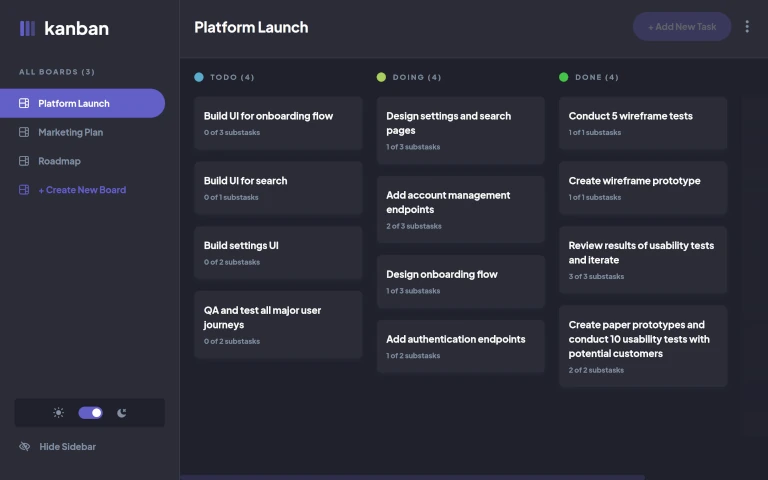 kanban
Platform Launch
+ Add New Task
ALL BOARDS (3)
Platform Launch
Marketing Plan
Roadmap
+ Create New Board
Hide Sidebar
TODO (4)
Build UI for onboarding flow
0 of 3 substasks
Build UI for search
0 of 1 substasks
Build settings UI
0 of 2 substasks
QA and test all major user
journeys
0 of 2 substasks
DOING (4)
Design settings and search
pages
1 of 3 substasks
Add account management
endpoints
2 of 3 substasks
Design onboarding flow
1 of 3 substasks
Add authentication endpoints
1 of 2 substasks
DONE (4)
Conduct 5 wireframe tests
1 of 1 substasks
Create wireframe prototype
1 of 1 substasks
Review results of usability tests
and iterate
3 of 3 substasks
Create paper prototypes and
conduct 10 usability tests with
potential customers
2 of 2 substasks